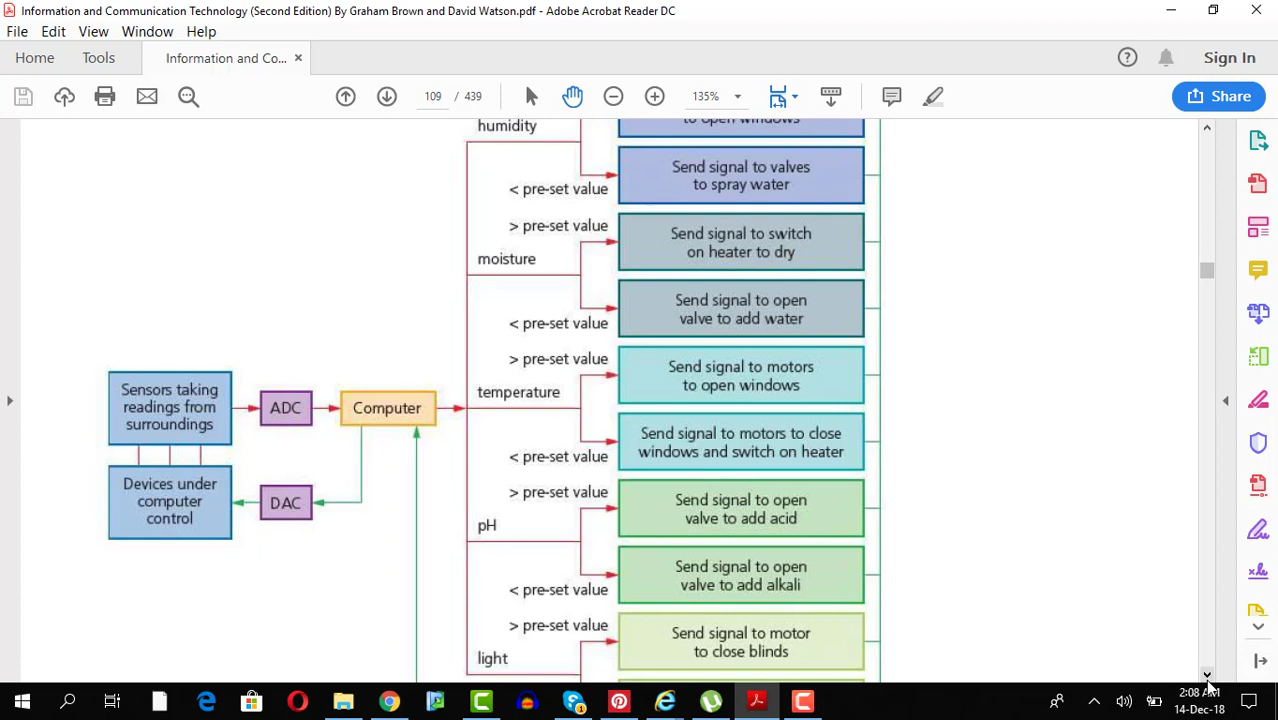 Information and Communication Technology (Second Edition) By Graham Brown and David Watson.pdf - Adobe Acrobat Reader DC
File Edit View Window Help
Home Tools Information and Co... × Sign In
109 / 439 135% Share
humidity
to open windows
Send signal to valves
to spray water
< pre-set value
> pre-set value
Send signal to switch
on heater to dry
moisture
Send signal to open
valve to add water
< pre-set value
> pre-set value
Send signal to motors
to open windows
temperature
Send signal to motors to close
windows and switch on heater
< pre-set value
Sensors taking
readings from
surroundings
ADC
Computer
Devices under
computer
control
DAC
> pre-set value
Send signal to open
valve to add acid
pH
Send signal to open
valve to add alkali
< pre-set value
> pre-set value
Send signal to motor
to close blinds
light
2:08 AM
14-Dec-18